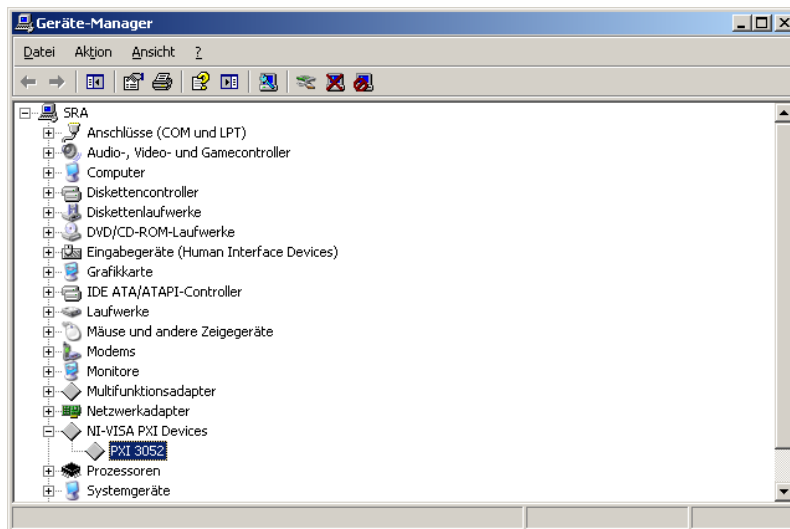 Geräte-Manager
Datei Aktion Ansicht ?
SRA
Anschlüsse (COM und LPT)
Audio-, Video- und Gamecontroller
Computer
Diskettencontroller
Diskettenlaufwerke
DVD/CD-ROM-Laufwerke
Eingabegeräte (Human Interface Devices)
Grafikkarte
IDE ATA/ATAPI-Controller
Laufwerke
Mäuse und andere Zeigegeräte
Modems
Monitore
Multifunktionsadapter
Netzwerkadapter
NI-VISA PXI Devices
PXI 3052
Prozessoren
Systemgeräte